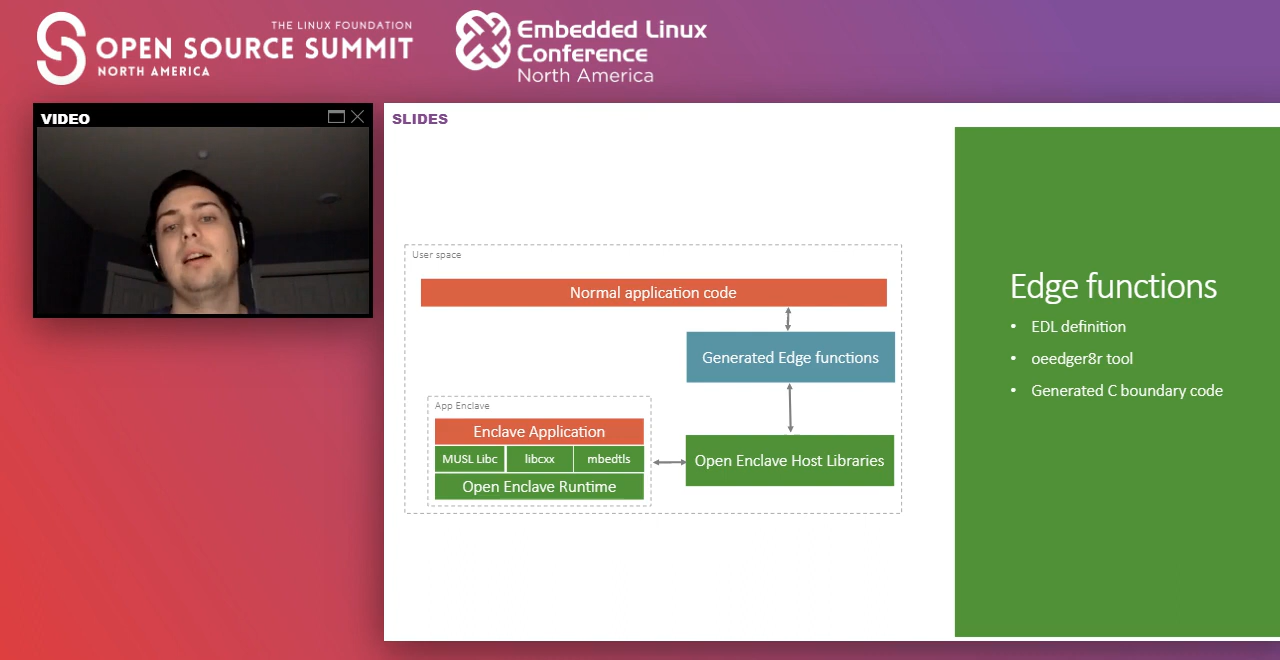 THE LINUX FOUNDATION
OPEN SOURCE SUMMIT
NORTH AMERICA
Embedded Linux
Conference
North America
VIDEO
SLIDES
User space
Normal application code
Generated Edge functions
App Enclave
Enclave Application
MUSL Libc
libcxx
mbedtls
Open Enclave Runtime
Open Enclave Host Libraries
Edge functions
• EDL definition
• oeedger8r tool
• Generated C boundary code